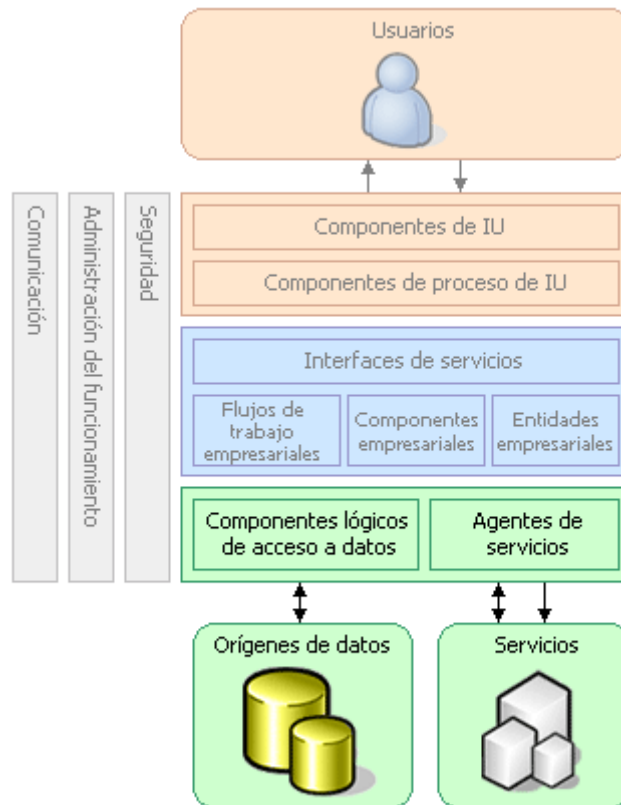 Usuarios
Comunicación
Administración del funcionamiento
Seguridad
Componentes de IU
Componentes de proceso de IU
Interfaces de servicios
Flujos de
trabajo
empresariales
Componentes
empresariales
Entidades
empresariales
Componentes lógicos
de acceso a datos
Agentes de
servicios
Orígenes de datos
Servicios